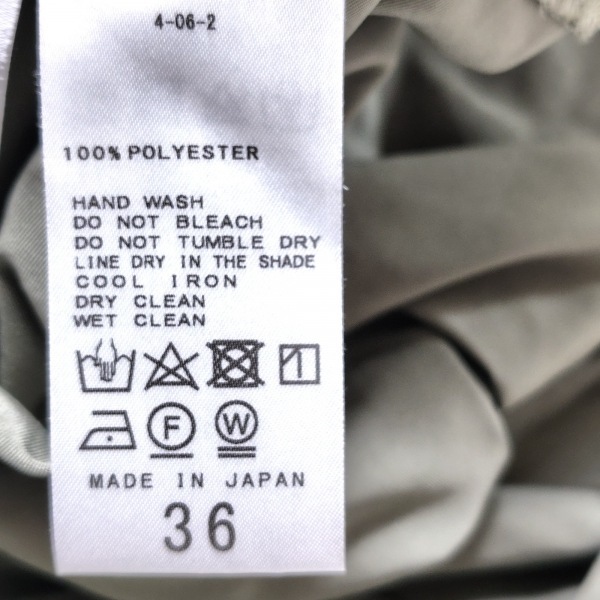 4-06-2
100% POLYESTER
HAND WASH
DO NOT BLEACH
DO NOT TUMBLE DRY
LINE DRY IN THE SHADE
COOL IRON
DRY CLEAN
WET CLEAN
F W
MADE IN JAPAN
36